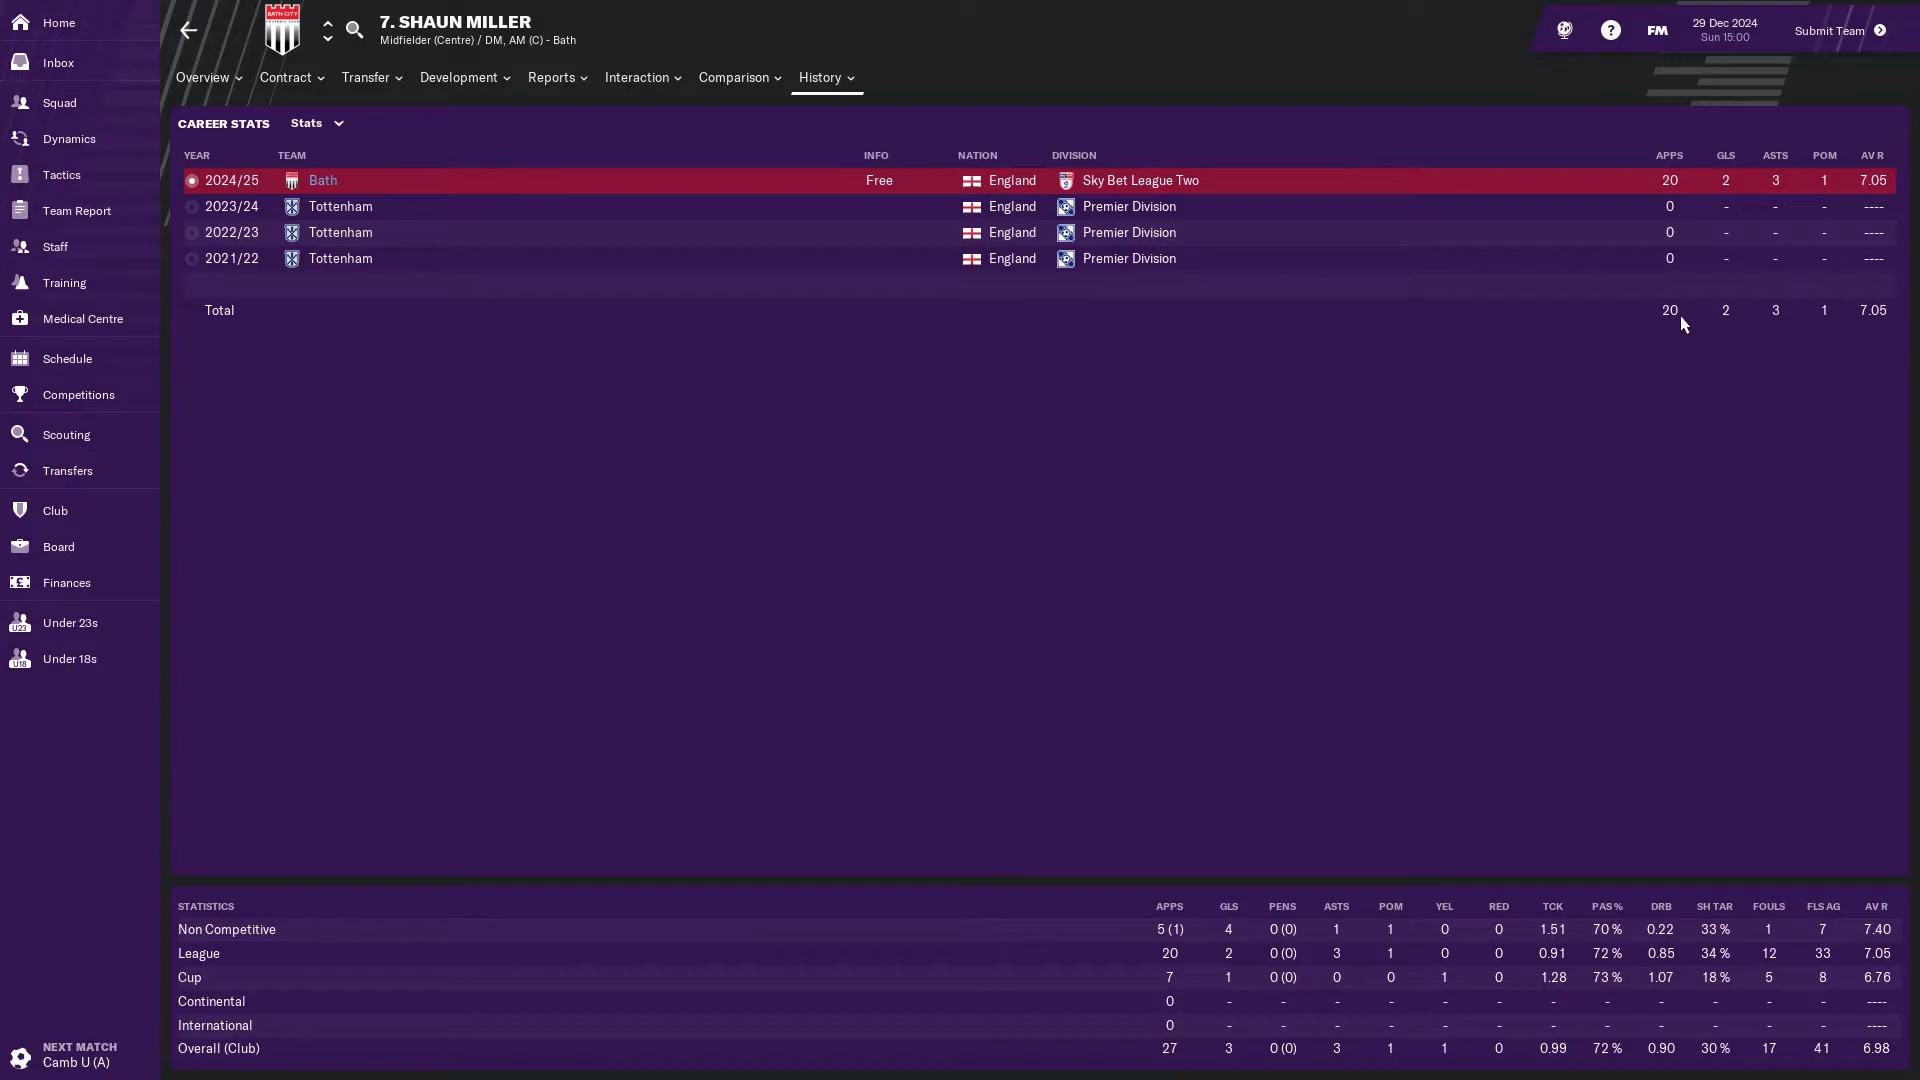 Home
Inbox
Squad
Dynamics
Tactics
Team Report
Staff
Training
Medical Centre
Schedule
Competitions
Scouting
Transfers
Club
Board
Finances
U23 Under 23s
U18 Under 18s
NEXT MATCH
Camb U (A)
BATH CITY
7. SHAUN MILLER
Midfielder (Centre) / DM, AM (C) - Bath
? FM 29 Dec 2024 Submit Team
Sun 15:00
Overview Contract Transfer Development Reports Interaction Comparison History
CAREER STATS Stats
YEAR TEAM INFO NATION DIVISION APPS GLS ASTS POM AV R
2024/25 Bath Free England Sky Bet League Two 20 2 3 1 7.05
2023/24 Tottenham England Premier Division 0 - - - ----
2022/23 Tottenham England Premier Division 0 - - - ----
2021/22 Tottenham England Premier Division 0 - - - ----
Total 20 2 3 1 7.05
STATISTICS APPS GLS PENS ASTS POM YEL RED TCK PAS % DRB SH TAR FOULS FLS AG AV R
Non Competitive 5 (1) 4 0 (0) 1 1 0 0 1.51 70 % 0.22 33 % 1 7 7.40
League 20 2 0 (0) 3 1 0 0 0.91 72 % 0.85 34 % 12 33 7.05
Cup 7 1 0 (0) 0 0 1 0 1.28 73 % 1.07 18 % 5 8 6.76
Continental 0 - - - - - - - - - - - - ----
International 0 - - - - - - - - - - - - ----
Overall (Club) 27 3 0 (0) 3 1 1 0 0.99 72 % 0.90 30 % 17 41 6.98